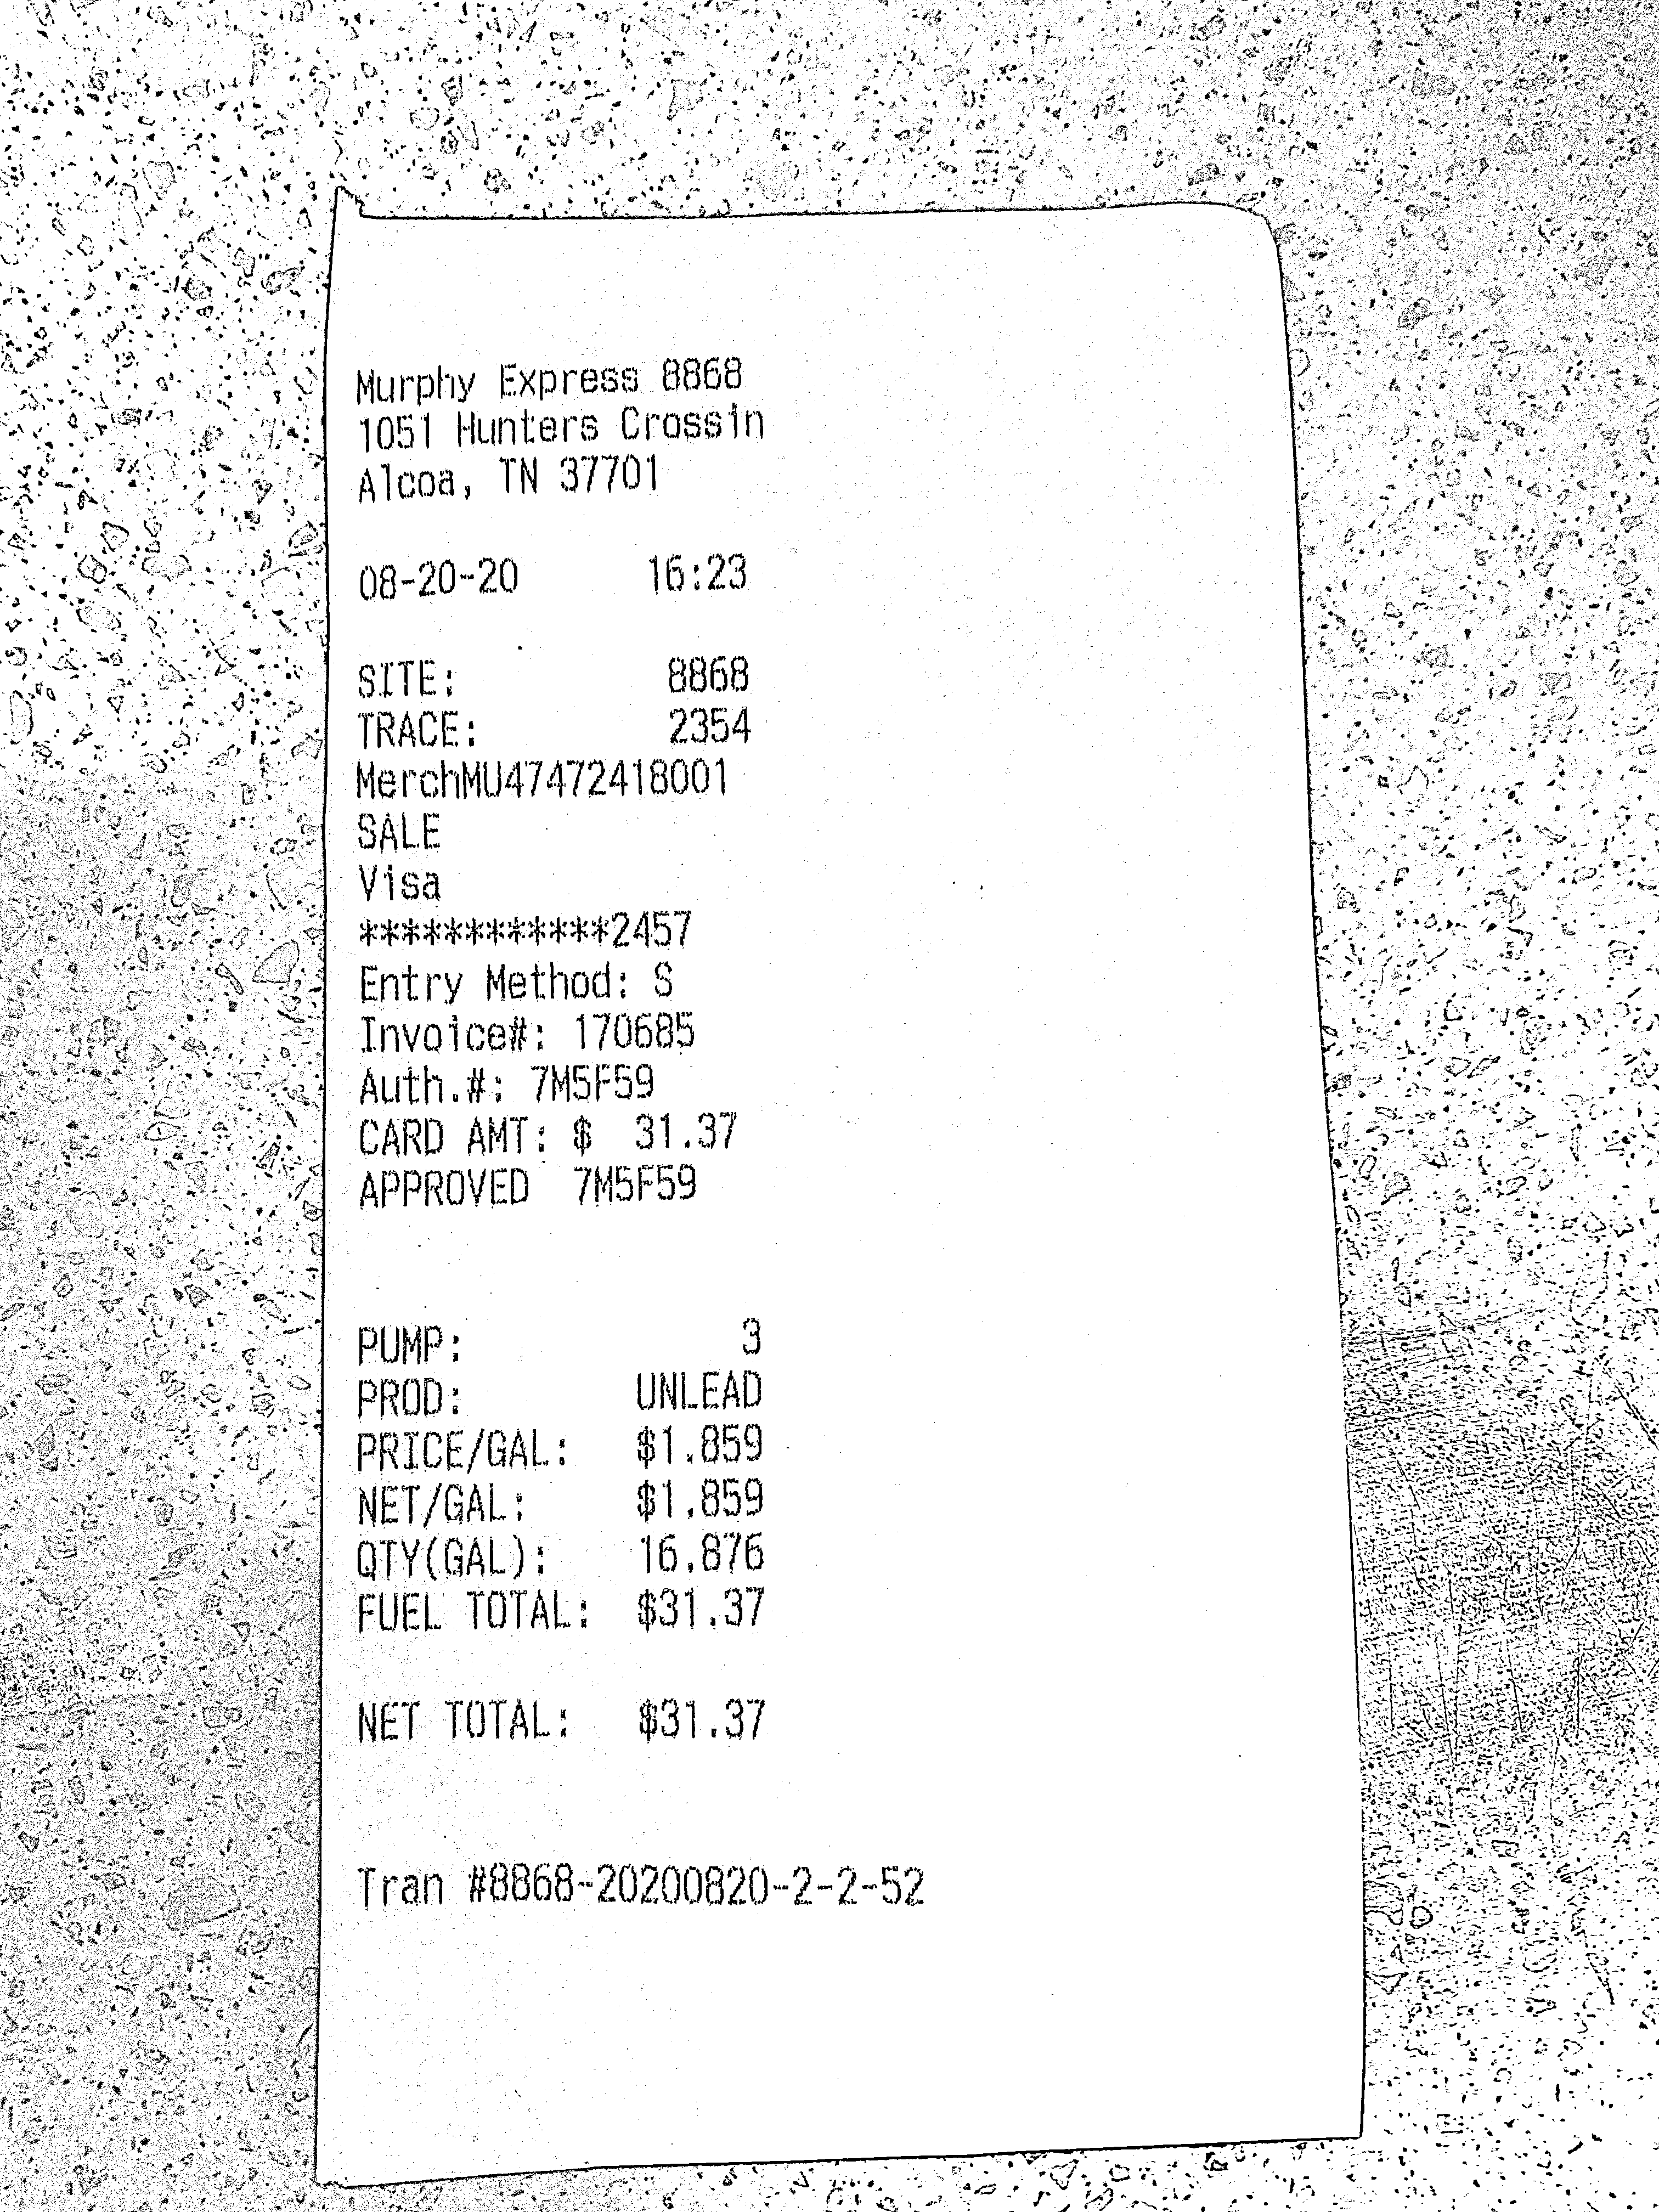 Murphy Express 8868
1051 Hunters Crossin
Alcoa, TN 37701
08-20-20 16:23
SITE: 8868
TRACE: 2354
MerchMU47472418001
SALE
Visa
************2457
Entry Method: S
Invoice#: 170685
Auth.#: 7M5F59
CARD AMT: $ 31.37
APPROVED 7M5F59
PUMP: 3
PROD: UNLEAD
PRICE/GAL: $1.859
NET/GAL: $1.859
QTY(GAL): 16.876
FUEL TOTAL: $31.37
NET TOTAL: $31.37
Tran #8868-20200820-2-2-52